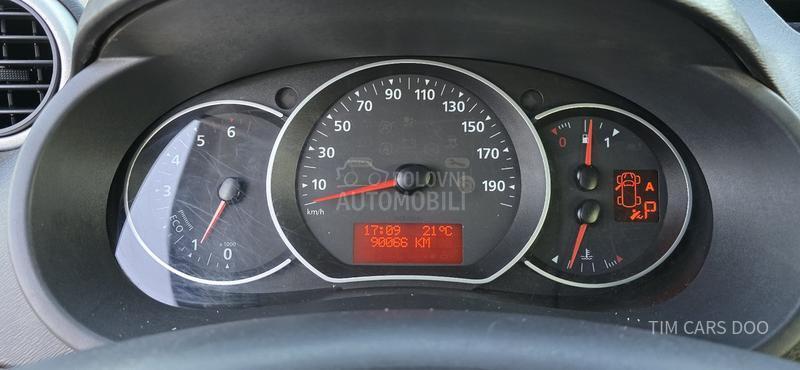 6
5
4
3
ECO
1
x1000
0
10
30
50
70
90
110
130
150
170
190
km/h
17:09 21°C
90066 KM
0 1
A
P
POLOVNI
AUTOMOBILI
TIM CARS DOO